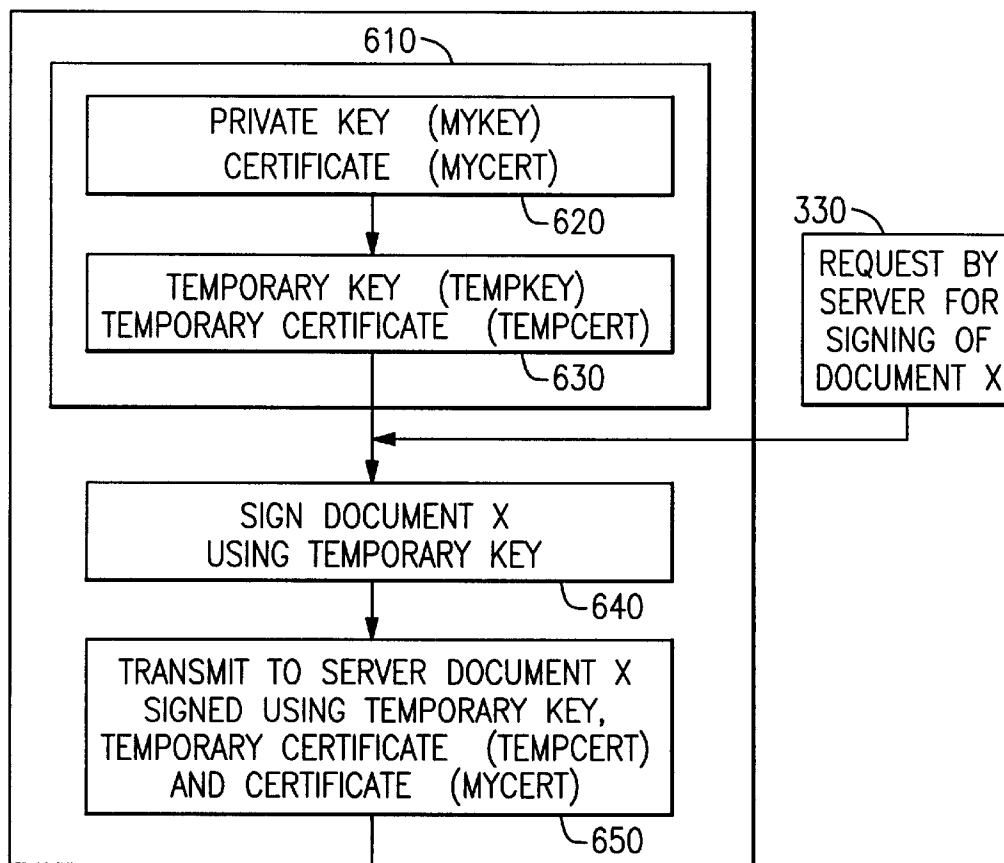 610
PRIVATE KEY (MYKEY)
CERTIFICATE (MYCERT)
620
TEMPORARY KEY (TEMPKEY)
TEMPORARY CERTIFICATE (TEMPCERT)
630
330
REQUEST BY
SERVER FOR
SIGNING OF
DOCUMENT X
SIGN DOCUMENT X
USING TEMPORARY KEY
640
TRANSMIT TO SERVER DOCUMENT X
SIGNED USING TEMPORARY KEY,
TEMPORARY CERTIFICATE (TEMPCERT)
AND CERTIFICATE (MYCERT)
650